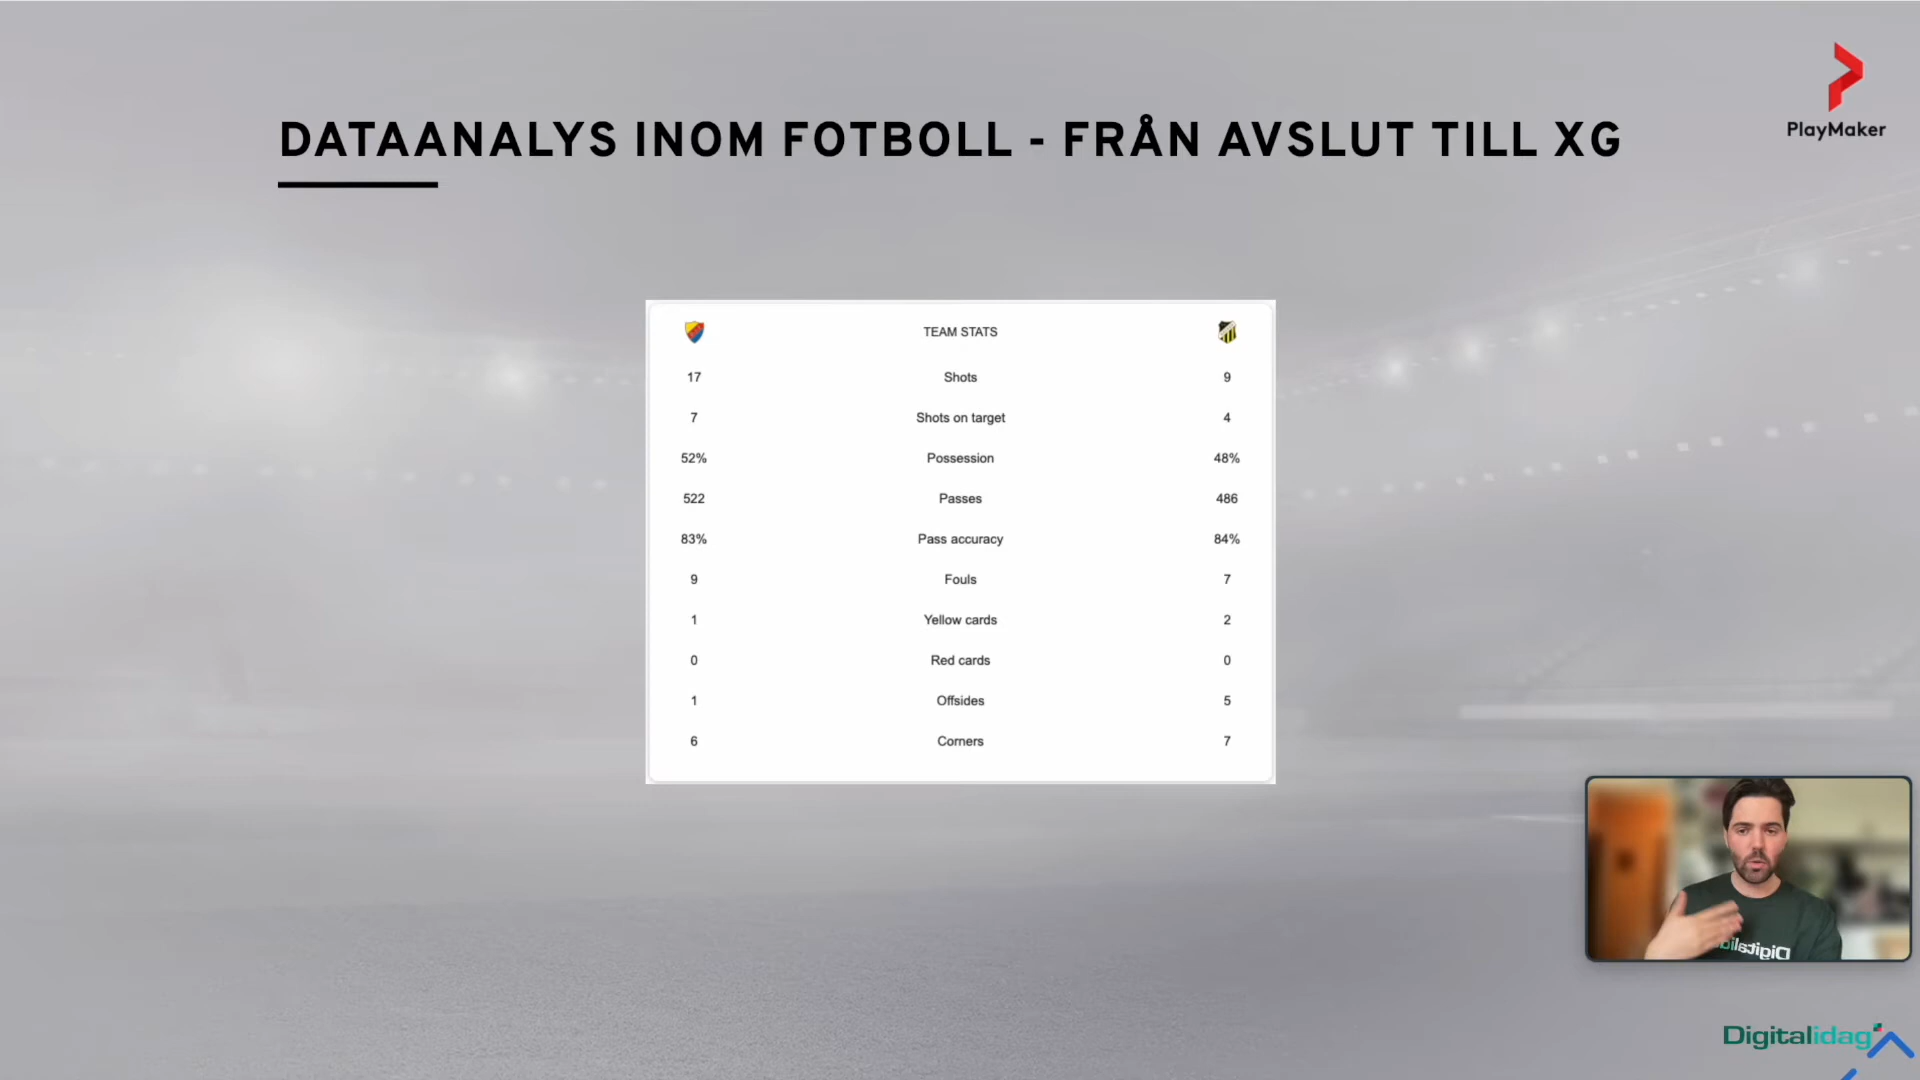 PlayMaker
DATAANALYS INOM FOTBOLL - FRÅN AVSLUT TILL XG
TEAM STATS
17 Shots 9
7 Shots on target 4
52% Possession 48%
522 Passes 486
83% Pass accuracy 84%
9 Fouls 7
1 Yellow cards 2
0 Red cards 0
1 Offsides 5
6 Corners 7
Digitalid
Digitalidag